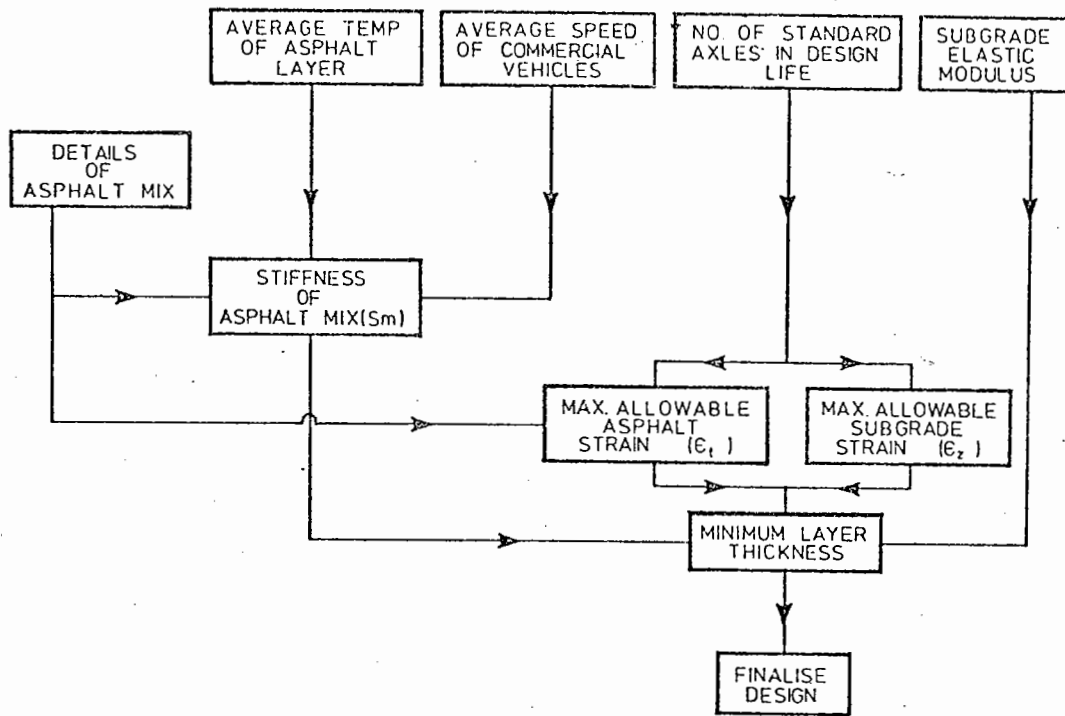 AVERAGE TEMP
OF ASPHALT
LAYER
AVERAGE SPEED
OF COMMERCIAL
VEHICLES
NO. OF STANDARD
AXLES IN DESIGN
LIFE
SUBGRADE
ELASTIC
MODULUS
DETAILS
OF
ASPHALT MIX
STIFFNESS
OF
ASPHALT MIX(Sm)
MAX. ALLOWABLE
ASPHALT
STRAIN (Є_t)
MAX. ALLOWABLE
SUBGRADE
STRAIN (Є_z)
MINIMUM LAYER
THICKNESS
FINALISE
DESIGN